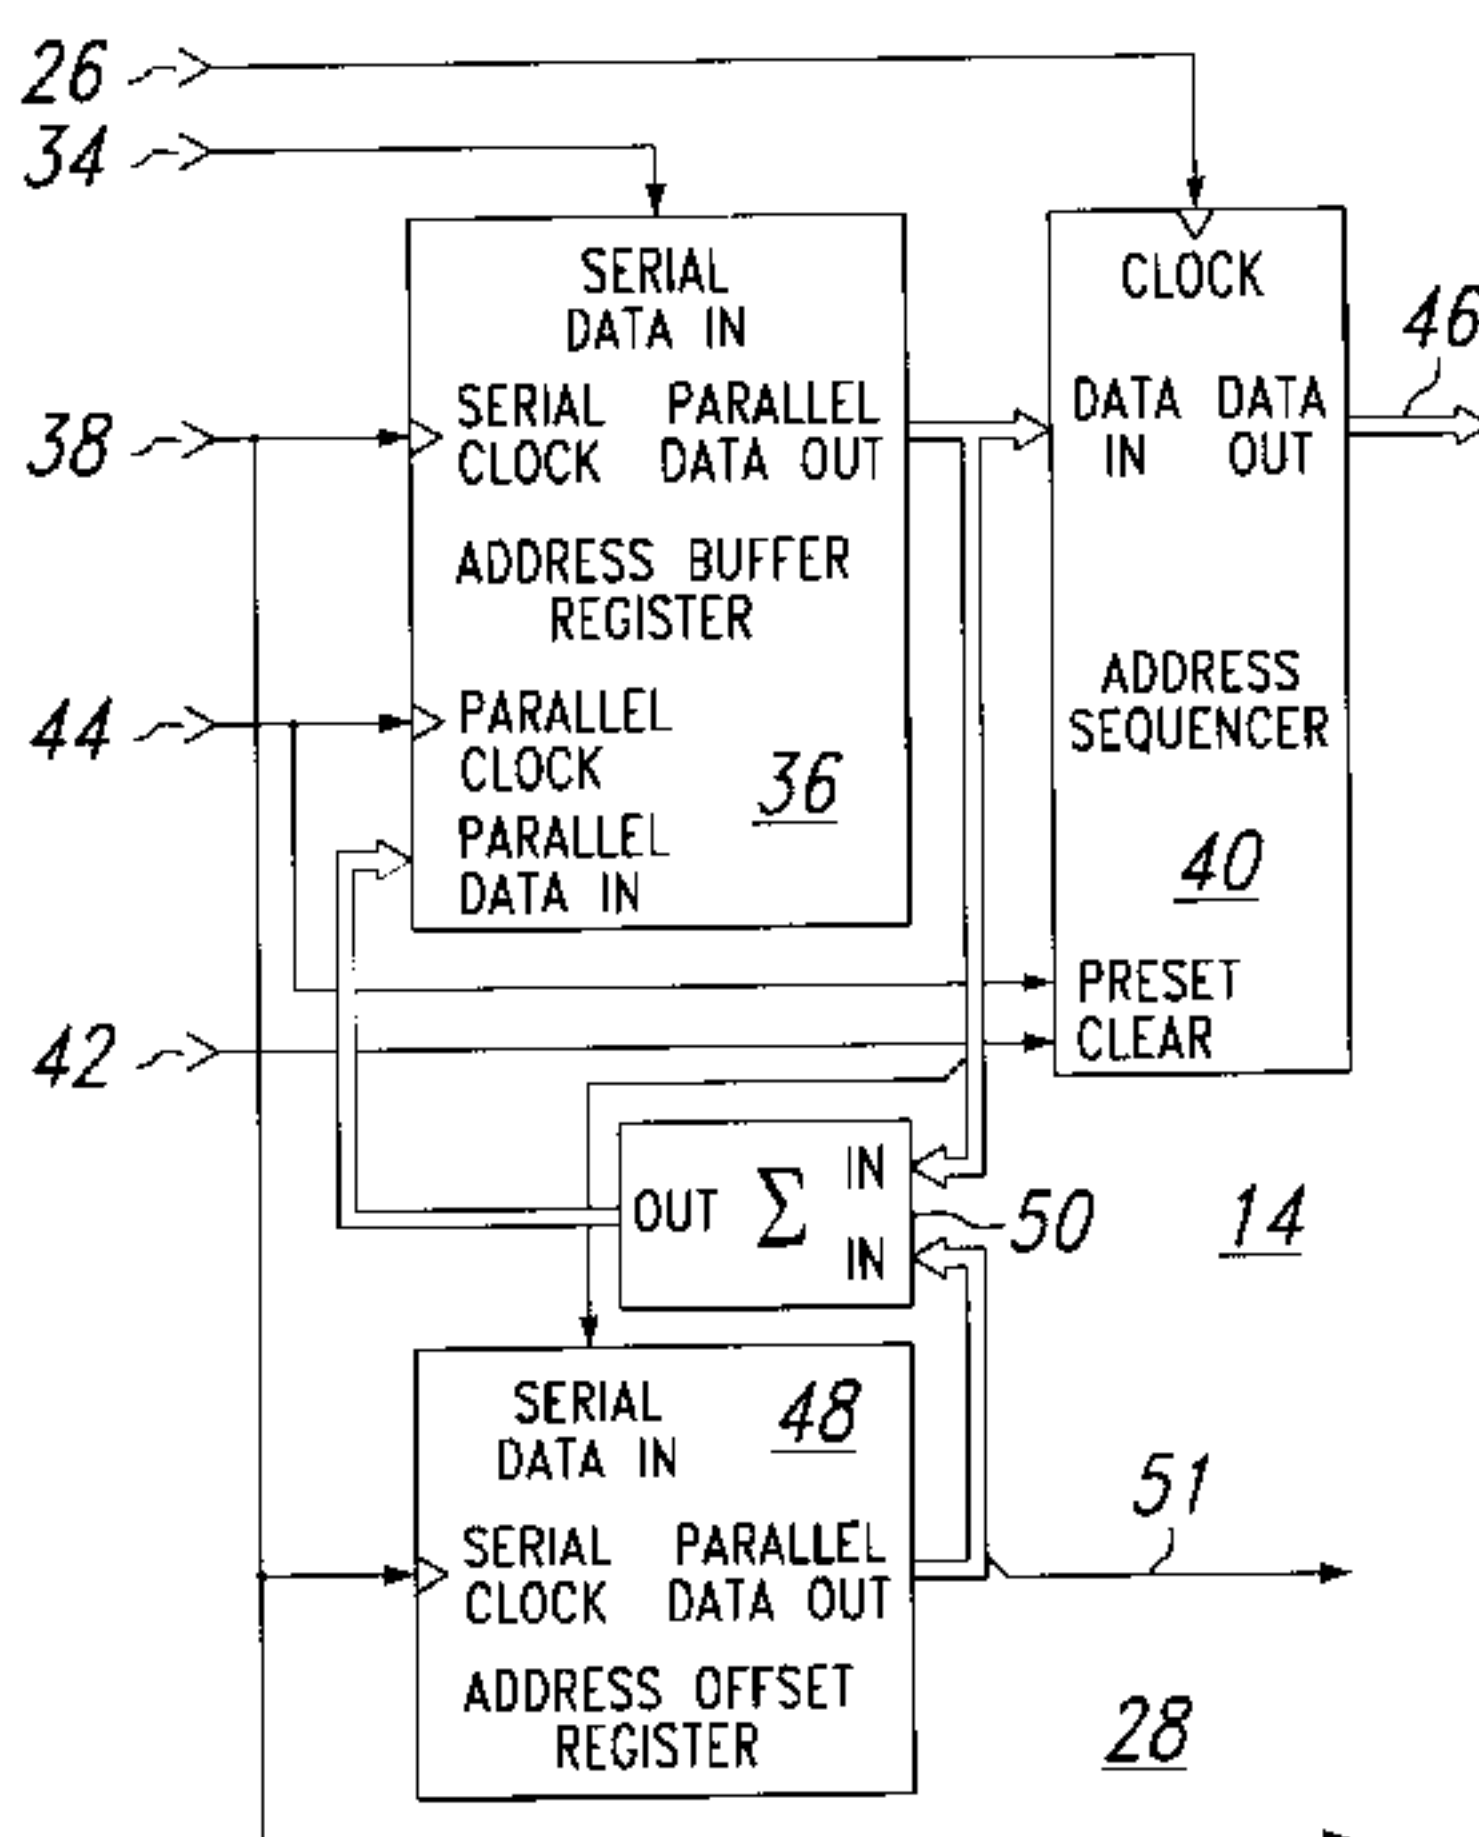 26
34
SERIAL
DATA IN
CLOCK
46
38
SERIAL PARALLEL
CLOCK DATA OUT
DATA DATA
IN OUT
ADDRESS BUFFER
REGISTER
ADDRESS
SEQUENCER
44
PARALLEL
CLOCK
36
PARALLEL
DATA IN
40
PRESET
CLEAR
42
OUT Σ IN
IN
50
14
SERIAL
DATA IN
48
51
SERIAL PARALLEL
CLOCK DATA OUT
ADDRESS OFFSET
REGISTER
28